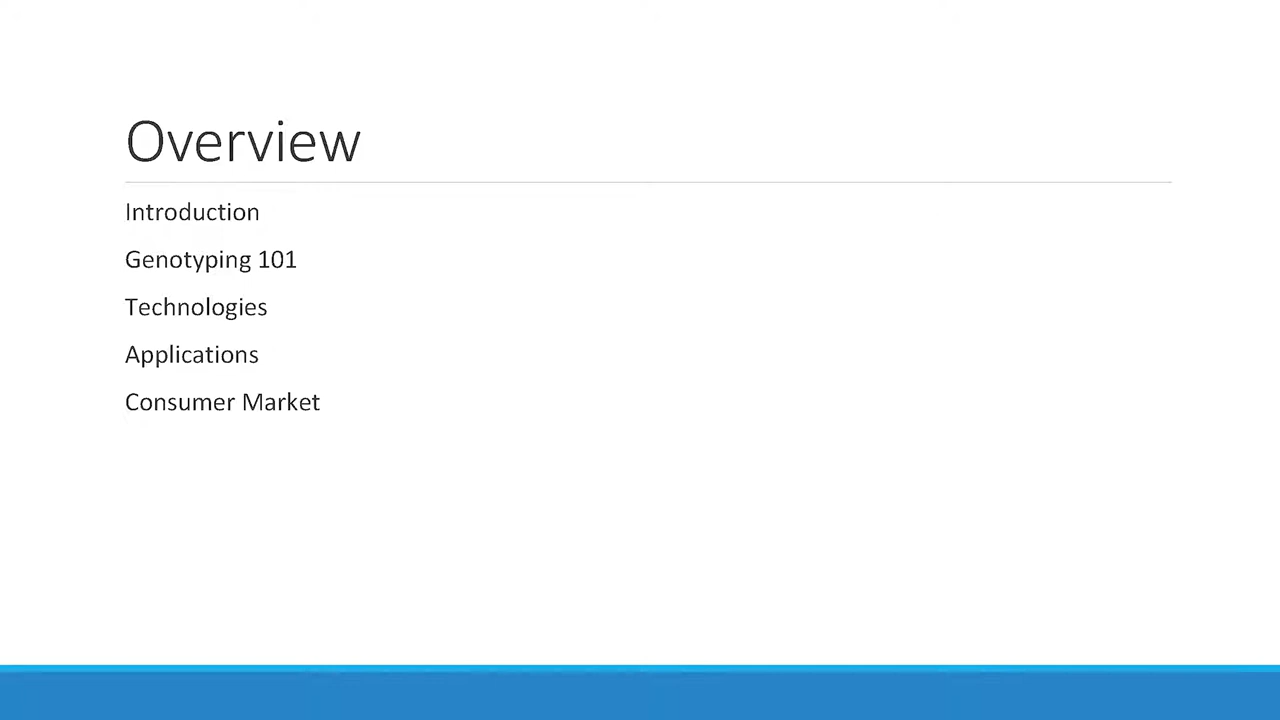 Overview
Introduction
Genotyping 101
Technologies
Applications
Consumer Market